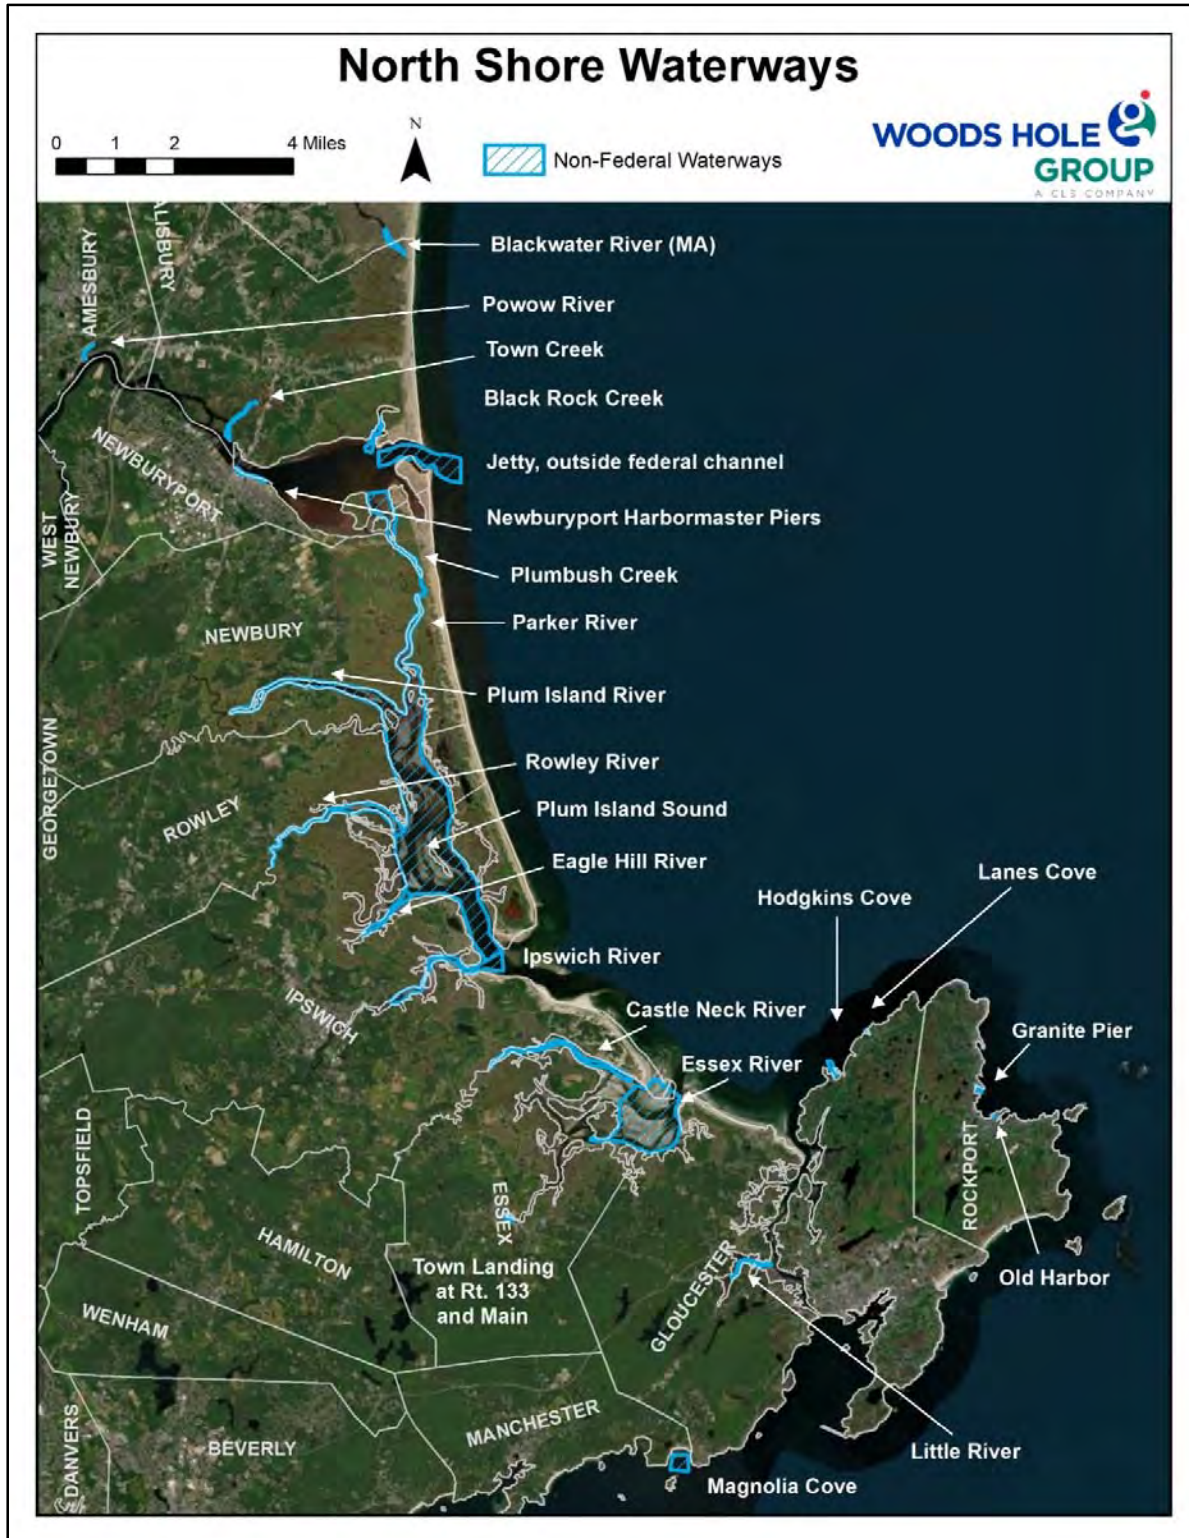 North Shore Waterways
0 1 2 4 Miles
N
Non-Federal Waterways
WOODS HOLE
GROUP
A CLS COMPANY
ALISBURY
AMESBURY
Blackwater River (MA)
Powow River
Town Creek
Black Rock Creek
NEWBURYPORT
Jetty, outside federal channel
Newburyport Harbormaster Piers
WEST
NEWBURY
Plumbush Creek
Parker River
NEWBURY
Plum Island River
GEORGETOWN
Rowley River
ROWLEY
Plum Island Sound
Eagle Hill River
Lanes Cove
Hodgkins Cove
Ipswich River
IPSWICH
Castle Neck River
Granite Pier
Essex River
TOPSFIELD
ROCKPORT
ESSEX
HAMILTON
Town Landing
at Rt. 133
and Main
GLOUCESTER
Old Harbor
WENHAM
MANCHESTER
DANVERS
BEVERLY
Little River
Magnolia Cove